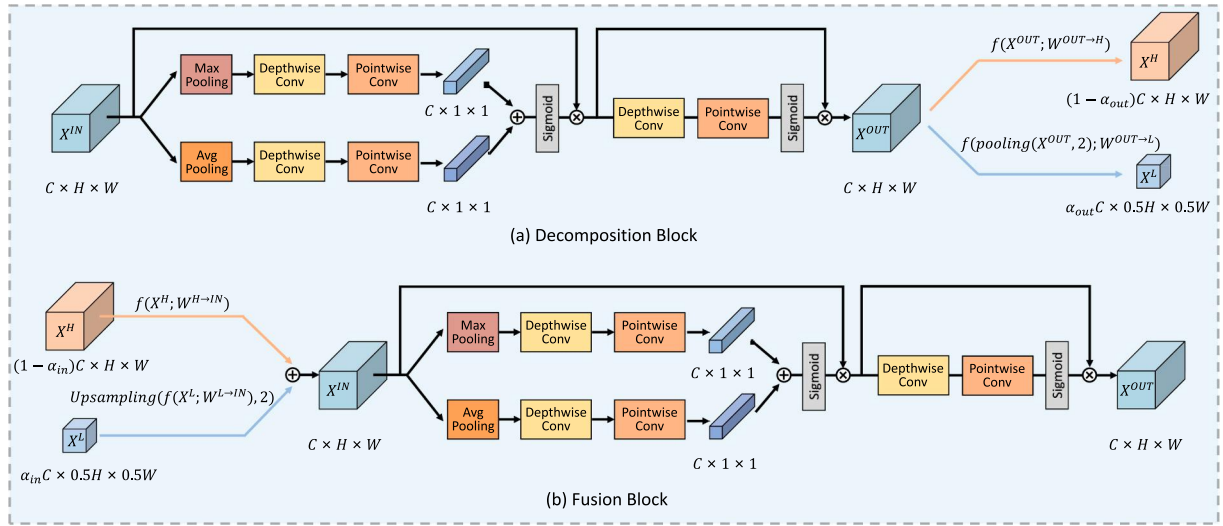 f(X^{OUT}; W^{OUT→H})
X^H
(1 − α_{out})C × H × W
Max
Pooling
Depthwise
Conv
Pointwise
Conv
C × 1 × 1
X^{IN}
C × H × W
Avg
Pooling
Depthwise
Conv
Pointwise
Conv
C × 1 × 1
Sigmoid
Depthwise
Conv
Pointwise
Conv
Sigmoid
X^{OUT}
C × H × W
f(pooling(X^{OUT}, 2); W^{OUT→L})
X^L
α_{out}C × 0.5H × 0.5W
(a) Decomposition Block
X^H
f(X^H; W^{H→IN})
(1 − α_{in})C × H × W
Upsampling(f(X^L; W^{L→IN}), 2)
X^L
α_{in}C × 0.5H × 0.5W
X^{IN}
C × H × W
Max
Pooling
Depthwise
Conv
Pointwise
Conv
C × 1 × 1
Avg
Pooling
Depthwise
Conv
Pointwise
Conv
C × 1 × 1
Sigmoid
Depthwise
Conv
Pointwise
Conv
Sigmoid
X^{OUT}
C × H × W
(b) Fusion Block